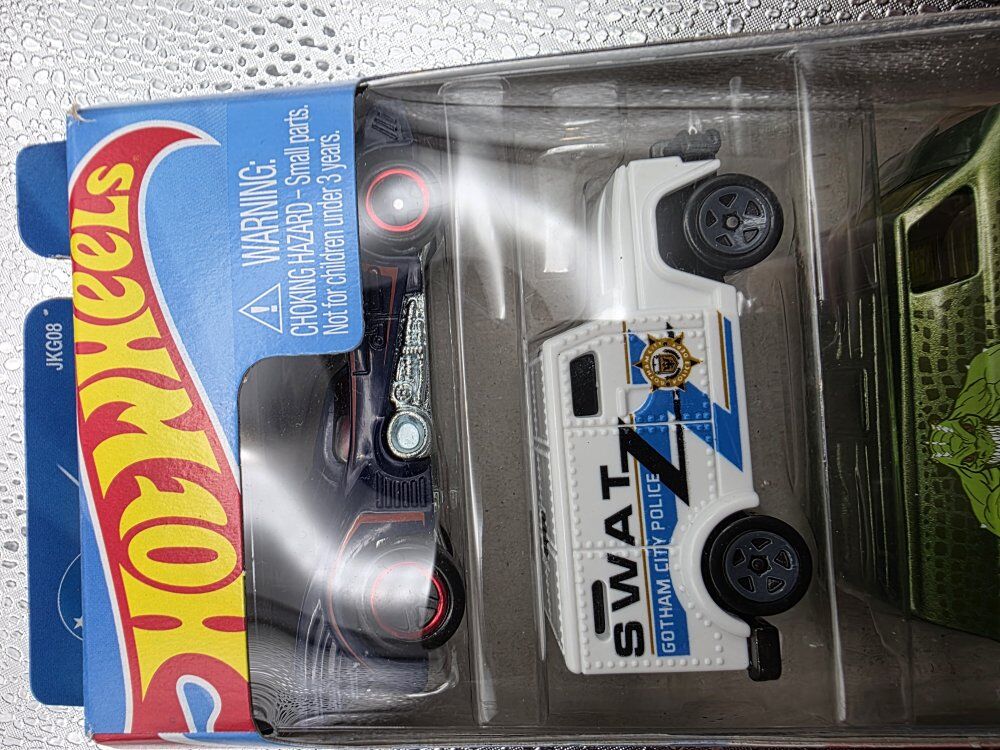 JKG08
Hot Wheels
WARNING:
CHOKING HAZARD – Small parts.
Not for children under 3 years.
SWAT
GOTHAM CITY POLICE